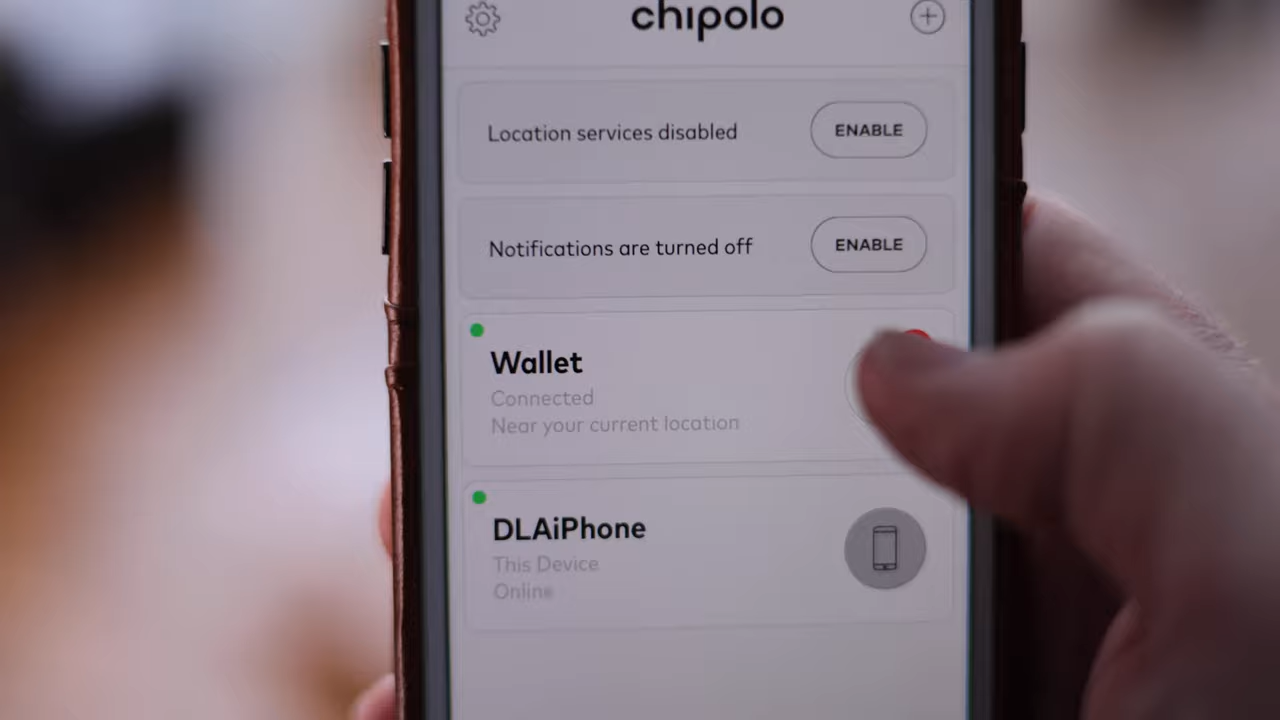 chipolo
Location services disabled
ENABLE
Notifications are turned off
ENABLE
Wallet
Connected
Near your current location
DLAiPhone
This Device
Online